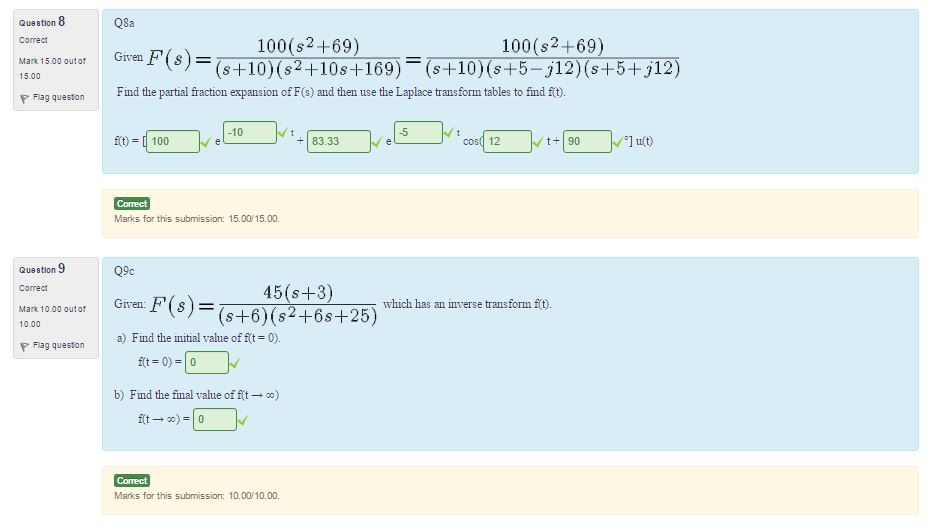 Question 8
Correct
Mark 15.00 out of
15.00
Flag question
Q8a
Given F(s)=100(s²+69)/((s+10)(s²+10s+169))=100(s²+69)/((s+10)(s+5−j12)(s+5+j12))
Find the partial fraction expansion of F(s) and then use the Laplace transform tables to find f(t).
f(t) = [ 100 e -10 t + 83.33 e -5 t cos( 12 t + 90 °] u(t)
Correct
Marks for this submission: 15.00/15.00.
Question 9
Correct
Mark 10.00 out of
10.00
Flag question
Q9c
Given: F(s)=45(s+3)/((s+6)(s²+6s+25)) which has an inverse transform f(t).
a) Find the initial value of f(t = 0).
f(t = 0) = 0
b) Find the final value of f(t → ∞)
f(t → ∞) = 0
Correct
Marks for this submission: 10.00/10.00.